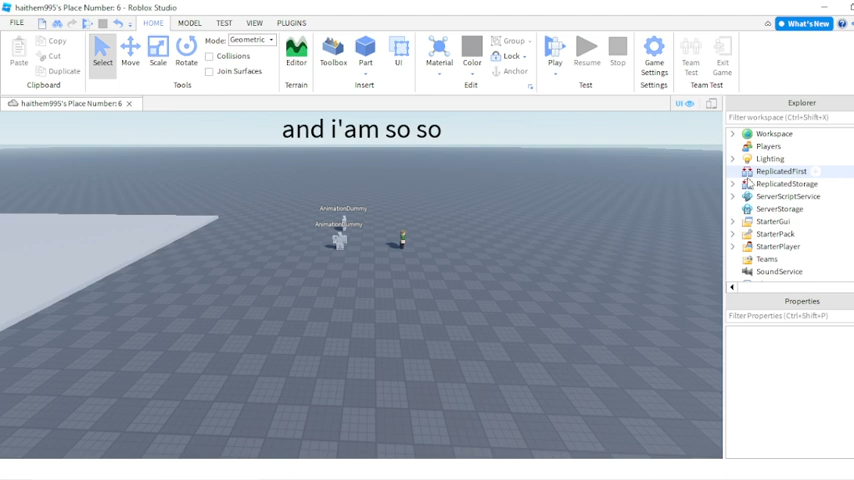 haithem995's Place Number: 6 - Roblox Studio
FILE
HOME
MODEL
TEST
VIEW
PLUGINS
What's New
Paste
Copy
Cut
Duplicate
Clipboard
Select
Move
Scale
Rotate
Mode: Geometric
Collisions
Join Surfaces
Tools
Editor
Terrain
Toolbox
Part
UI
Insert
Material
Color
Group
Lock
Anchor
Edit
Play
Resume
Stop
Test
Game
Settings
Settings
Team
Test
Exit
Game
Team Test
haithem995's Place Number: 6
UI
and i'am so so
AnimationDummy
AnimationDummy
Explorer
Filter workspace (Ctrl+Shift+X)
Workspace
Players
Lighting
ReplicatedFirst
ReplicatedStorage
ServerScriptService
ServerStorage
StarterGui
StarterPack
StarterPlayer
Teams
SoundService
Properties
Filter Properties (Ctrl+Shift+P)